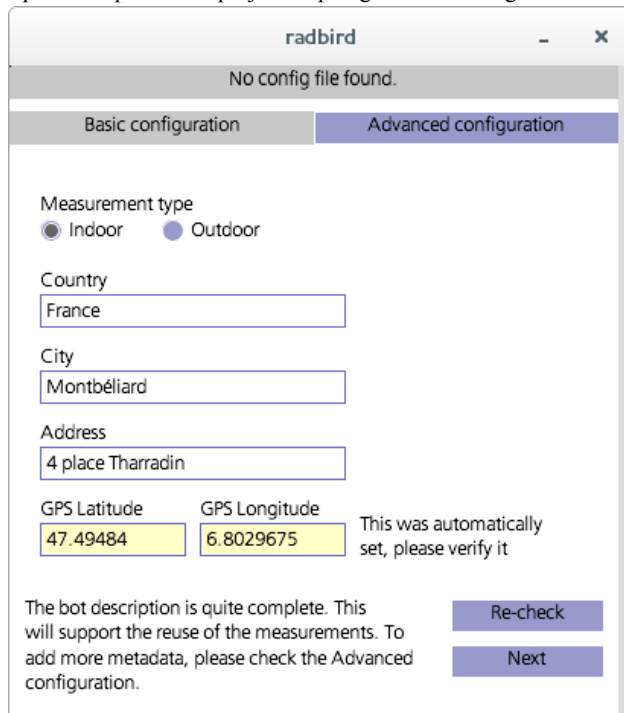 radbird
No config file found.
Basic configuration Advanced configuration
Measurement type
Indoor Outdoor
Country
France
City
Montbéliard
Address
4 place Tharradin
GPS Latitude GPS Longitude
47.49484 6.8029675
This was automatically
set, please verify it
The bot description is quite complete. This
will support the reuse of the measurements. To
add more metadata, please check the Advanced
configuration.
Re-check
Next